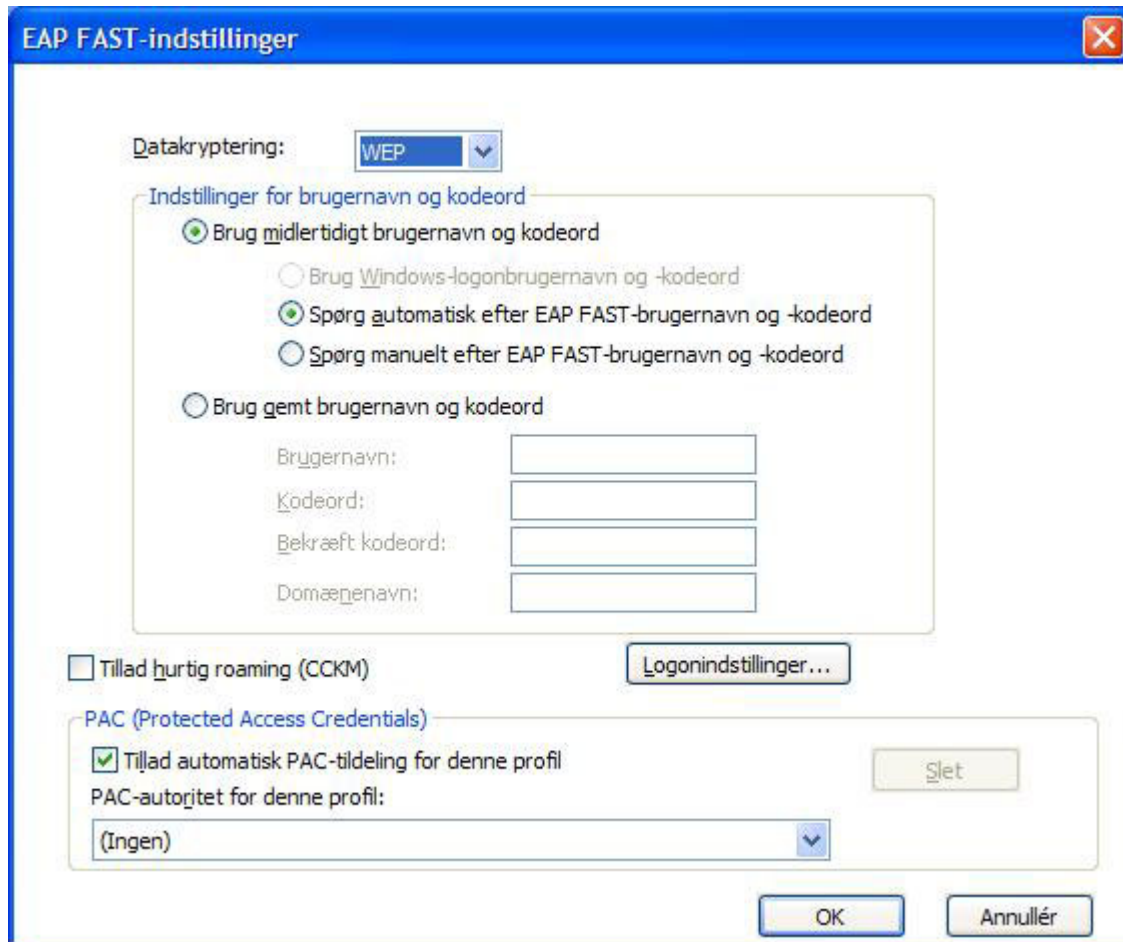 EAP FAST-indstillinger
Datakryptering: WEP
Indstillinger for brugernavn og kodeord
Brug midlertidigt brugernavn og kodeord
Brug Windows-logonbrugernavn og -kodeord
Spørg automatisk efter EAP FAST-brugernavn og -kodeord
Spørg manuelt efter EAP FAST-brugernavn og -kodeord
Brug gemt brugernavn og kodeord
Brugernavn:
Kodeord:
Bekræft kodeord:
Domænenavn:
Tillad hurtig roaming (CCKM) Logonindstillinger...
PAC (Protected Access Credentials)
Tillad automatisk PAC-tildeling for denne profil Slet
PAC-autoritet for denne profil:
(Ingen)
OK Annullér